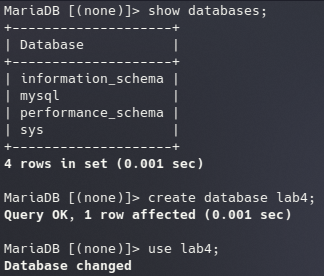 MariaDB [(none)]> show databases;
+--------------------+
| Database           |
+--------------------+
| information_schema |
| mysql              |
| performance_schema |
| sys                |
+--------------------+
4 rows in set (0.001 sec)
MariaDB [(none)]> create database lab4;
Query OK, 1 row affected (0.001 sec)
MariaDB [(none)]> use lab4;
Database changed